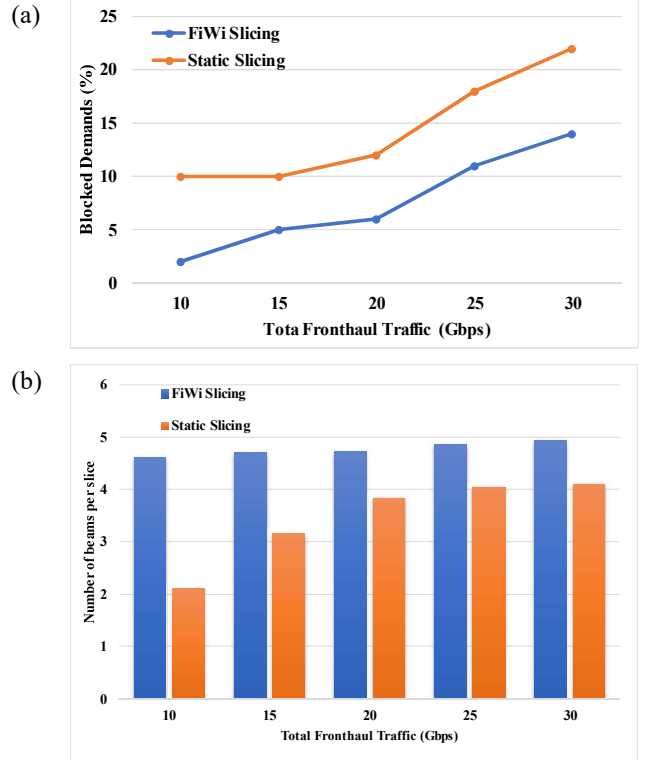 (a)
25
20
15
10
5
0
Blocked Demands (%)
FiWi Slicing
Static Slicing
10 15 20 25 30
Tota Fronthaul Traffic (Gbps)
(b)
6
5
4
3
2
1
0
Number of beams per slice
FiWi Slicing
Static Slicing
10 15 20 25 30
Total Fronthaul Traffic (Gbps)